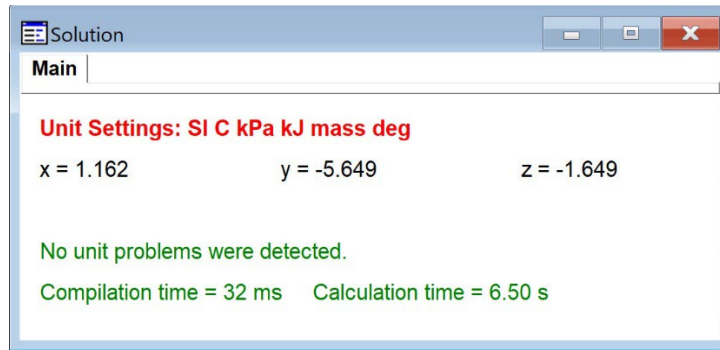 Solution
Main
Unit Settings: SI C kPa kJ mass deg
x = 1.162 y = -5.649 z = -1.649
No unit problems were detected.
Compilation time = 32 ms Calculation time = 6.50 s